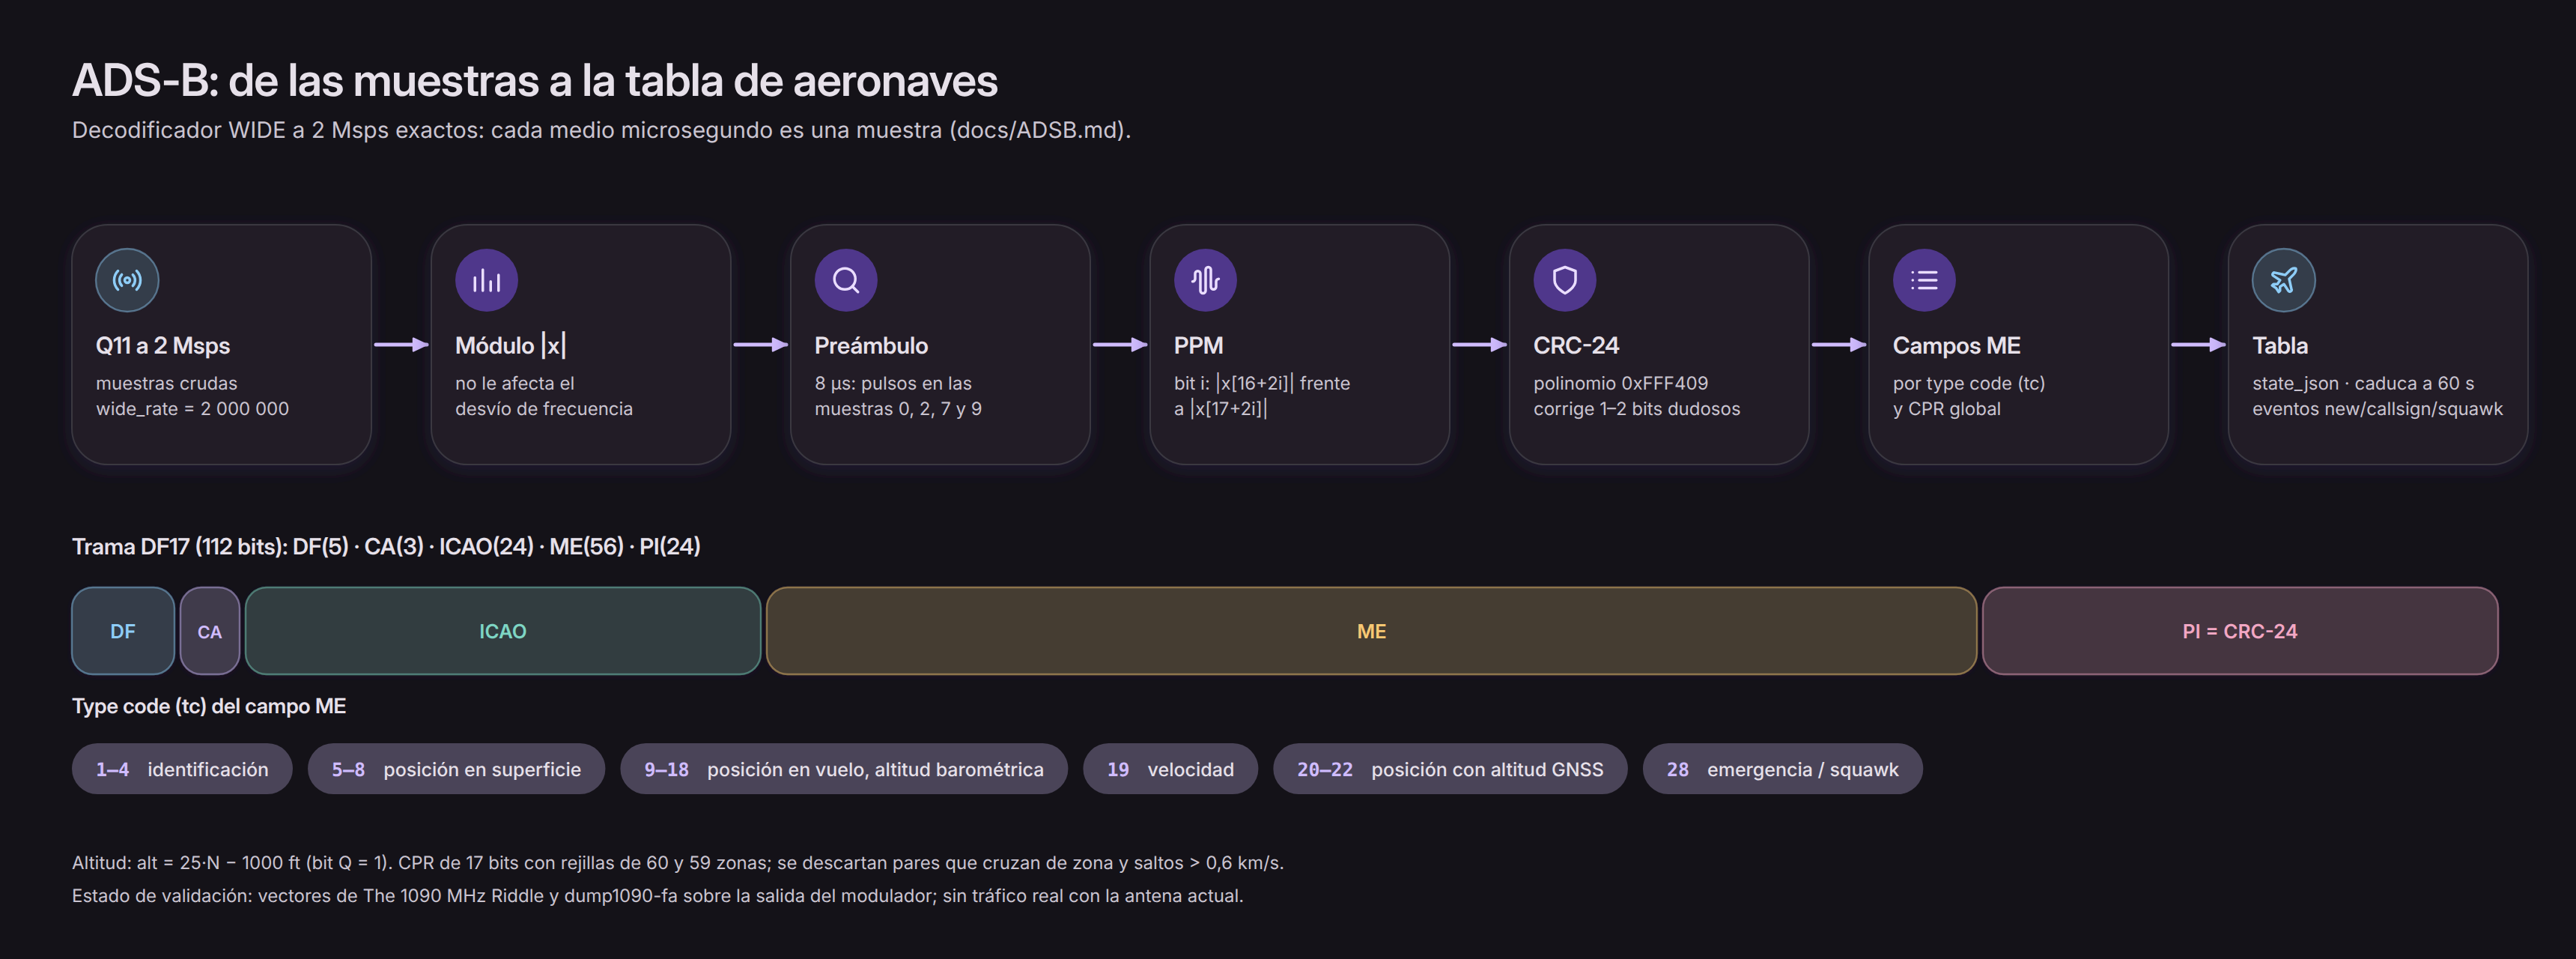 ADS-B: de las muestras a la tabla de aeronaves
Decodificador WIDE a 2 Msps exactos: cada medio microsegundo es una muestra (docs/ADSB.md).
Q11 a 2 Msps
muestras crudas
wide_rate = 2 000 000
Módulo |x|
no le afecta el
desvío de frecuencia
Preámbulo
8 µs: pulsos en las
muestras 0, 2, 7 y 9
PPM
bit i: |x[16+2i]| frente
a |x[17+2i]|
CRC-24
polinomio 0xFFF409
corrige 1–2 bits dudosos
Campos ME
por type code (tc)
y CPR global
Tabla
state_json · caduca a 60 s
eventos new/callsign/squawk
Trama DF17 (112 bits): DF(5) · CA(3) · ICAO(24) · ME(56) · PI(24)
DF
CA
ICAO
ME
PI = CRC-24
Type code (tc) del campo ME
1–4 identificación
5–8 posición en superficie
9–18 posición en vuelo, altitud barométrica
19 velocidad
20–22 posición con altitud GNSS
28 emergencia / squawk
Altitud: alt = 25·N − 1000 ft (bit Q = 1). CPR de 17 bits con rejillas de 60 y 59 zonas; se descartan pares que cruzan de zona y saltos > 0,6 km/s.
Estado de validación: vectores de The 1090 MHz Riddle y dump1090-fa sobre la salida del modulador; sin tráfico real con la antena actual.